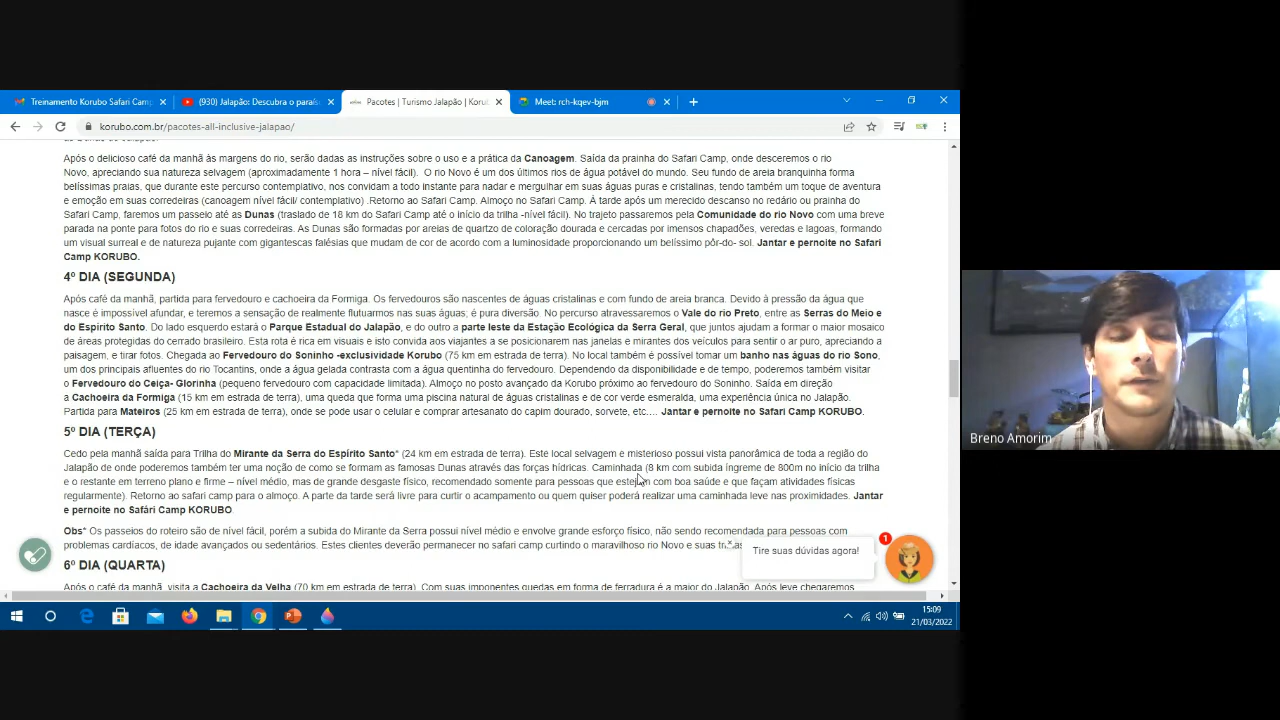 Treinamento Korubo Safari Camp
(930) Jalapão: Descubra o paraís
Pacotes | Turismo Jalapão | Korub
Meet: rch-kqev-bjm
korubo.com.br/pacotes-all-inclusive-jalapao/
Após o delicioso café da manhã às margens do rio, serão dadas as instruções sobre o uso e a prática da Canoagem. Saída da prainha do Safari Camp, onde desceremos o rio
Novo, apreciando sua natureza selvagem (aproximadamente 1 hora – nível fácil). O rio Novo é um dos últimos rios de água potável do mundo. Seu fundo de areia branquinha forma
belíssimas praias, que durante este percurso contemplativo, nos convidam a todo instante para nadar e mergulhar em suas águas puras e cristalinas, tendo também um toque de aventura
e emoção em suas corredeiras (canoagem nível fácil/ contemplativo) .Retorno ao Safari Camp. Almoço no Safari Camp. À tarde após um merecido descanso no redário ou prainha do
Safari Camp, faremos um passeio até as Dunas (traslado de 18 km do Safari Camp até o início da trilha -nível fácil). No trajeto passaremos pela Comunidade do rio Novo com uma breve
parada na ponte para fotos do rio e suas corredeiras. As Dunas são formadas por areias de quartzo de coloração dourada e cercadas por imensos chapadões, veredas e lagoas, formando
um visual surreal e de natureza pujante com gigantescas falésias que mudam de cor de acordo com a luminosidade proporcionando um belíssimo pôr-do- sol. Jantar e pernoite no Safari
Camp KORUBO.
4º DIA (SEGUNDA)
Após café da manhã, partida para fervedouro e cachoeira da Formiga. Os fervedouros são nascentes de águas cristalinas e com fundo de areia branca. Devido à pressão da água que
nasce é impossível afundar, e teremos a sensação de realmente flutuarmos nas suas águas; é pura diversão. No percurso atravessaremos o Vale do rio Preto, entre as Serras do Meio e
do Espírito Santo. Do lado esquerdo estará o Parque Estadual do Jalapão, e do outro a parte leste da Estação Ecológica da Serra Geral, que juntos ajudam a formar o maior mosaico
de áreas protegidas do cerrado brasileiro. Esta rota é rica em visuais e isto convida aos viajantes a se posicionarem nas janelas e mirantes dos veículos para sentir o ar puro, apreciando a
paisagem, e tirar fotos. Chegada ao Fervedouro do Soninho -exclusividade Korubo (75 km em estrada de terra). No local também é possível tomar um banho nas águas do rio Sono,
um dos principais afluentes do rio Tocantins, onde a água gelada contrasta com a água quentinha do fervedouro. Dependendo da disponibilidade e de tempo, poderemos também visitar
o Fervedouro do Ceiça- Glorinha (pequeno fervedouro com capacidade limitada). Almoço no posto avançado da Korubo próximo ao fervedouro do Soninho. Saída em direção
a Cachoeira da Formiga (15 km em estrada de terra), uma queda que forma uma piscina natural de águas cristalinas e de cor verde esmeralda, uma experiência única no Jalapão.
Partida para Mateiros (25 km em estrada de terra), onde se pode usar o celular e comprar artesanato do capim dourado, sorvete, etc.... Jantar e pernoite no Safari Camp KORUBO.
5º DIA (TERÇA)
Cedo pela manhã saída para Trilha do Mirante da Serra do Espírito Santo* (24 km em estrada de terra). Este local selvagem e misterioso possui vista panorâmica de toda a região do
Jalapão de onde poderemos também ter uma noção de como se formam as famosas Dunas através das forças hídricas. Caminhada (8 km com subida íngreme de 800m no início da trilha
e o restante em terreno plano e firme – nível médio, mas de grande desgaste físico, recomendado somente para pessoas que estejam com boa saúde e que façam atividades físicas
regularmente). Retorno ao safari camp para o almoço. A parte da tarde será livre para curtir o acampamento ou quem quiser poderá realizar uma caminhada leve nas proximidades. Jantar
e pernoite no Safári Camp KORUBO.
Obs* Os passeios do roteiro são de nível fácil, porém a subida do Mirante da Serra possui nível médio e envolve grande esforço físico, não sendo recomendada para pessoas com
problemas cardíacos, de idade avançados ou sedentários. Estes clientes deverão permanecer no safari camp curtindo o maravilhoso rio Novo e suas
Tire suas dúvidas agora!
1
6º DIA (QUARTA)
Após o café da manhã, visita a Cachoeira da Velha (70 km em estrada de terra). Com suas imponentes quedas em forma de ferradura é a maior do Jalapão. Após leve chegaremos
15:09
21/03/2022
Breno Amorim